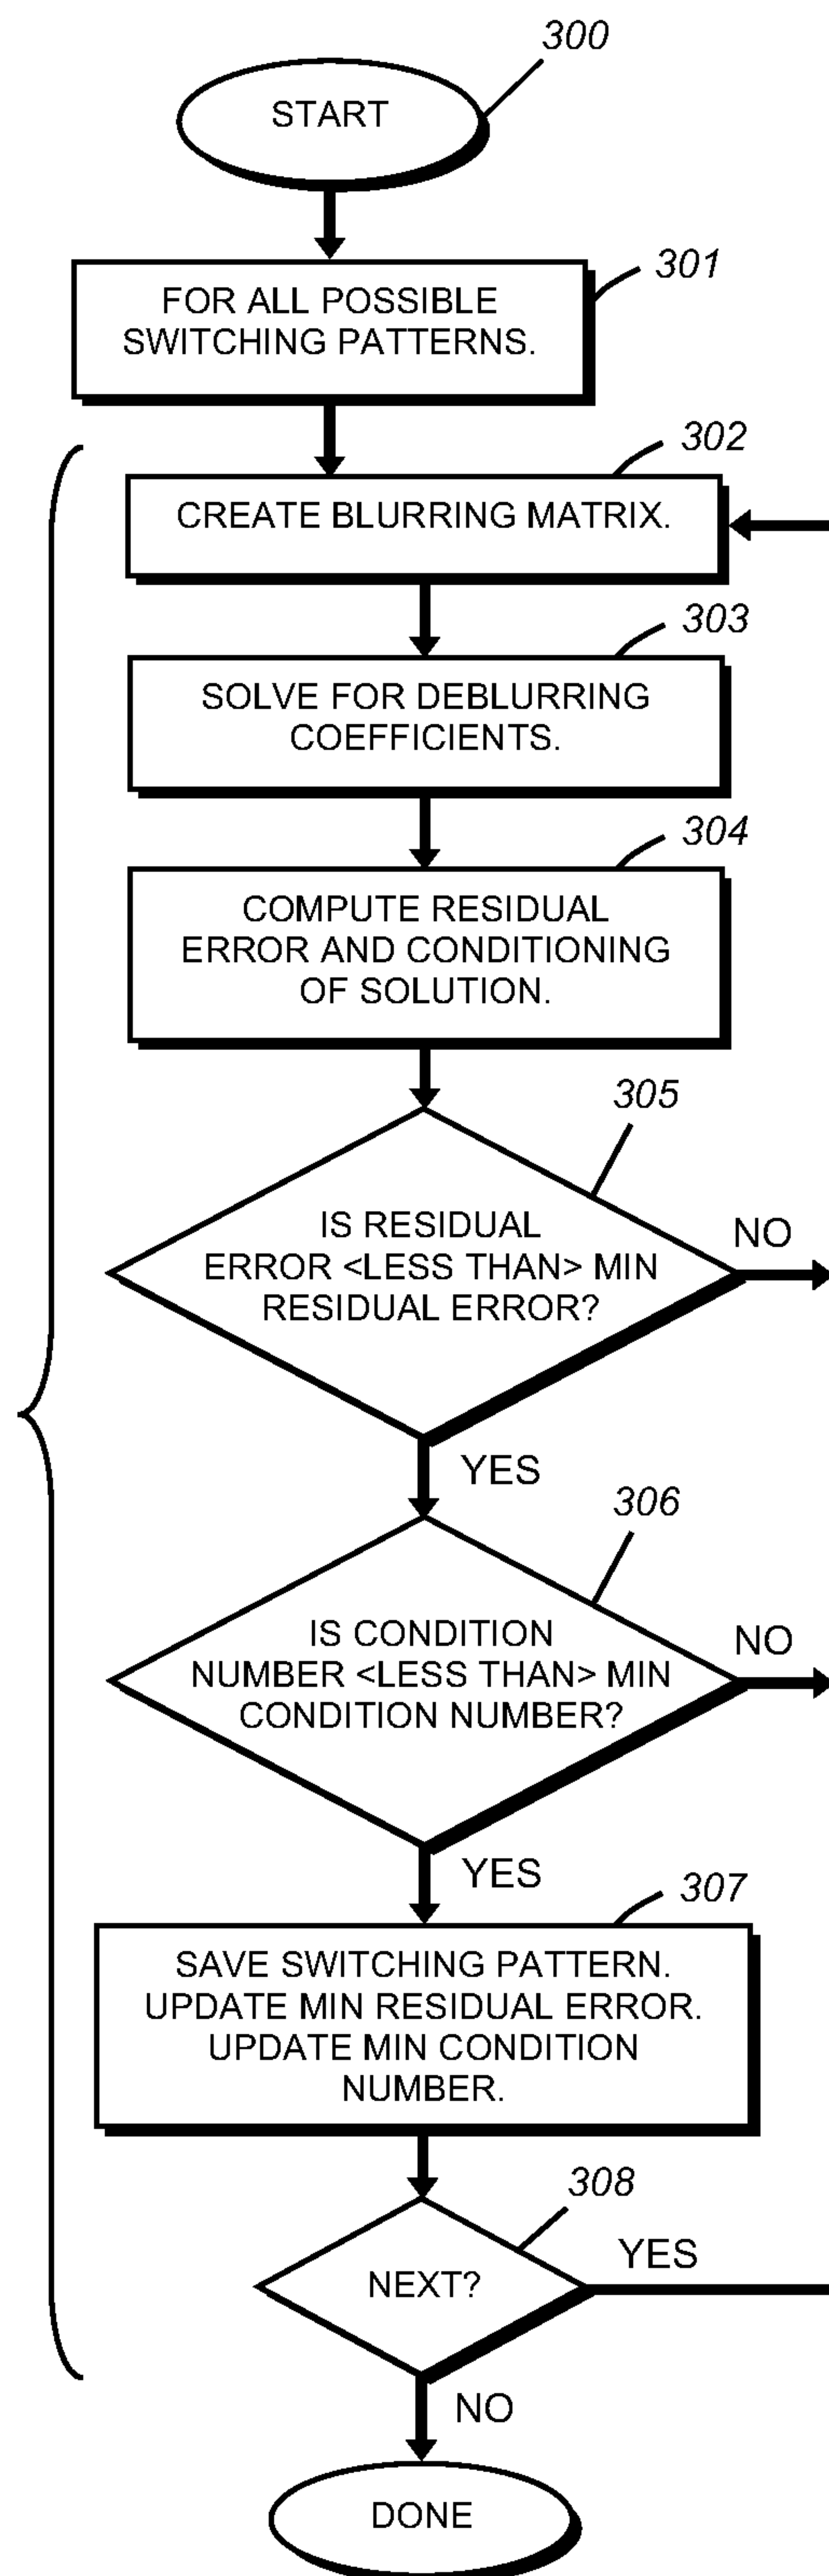 300
START
301
FOR ALL POSSIBLE
SWITCHING PATTERNS.
302
CREATE BLURRING MATRIX.
303
SOLVE FOR DEBLURRING
COEFFICIENTS.
304
COMPUTE RESIDUAL
ERROR AND CONDITIONING
OF SOLUTION.
305
IS RESIDUAL
ERROR <LESS THAN> MIN
RESIDUAL ERROR?
NO
YES
306
IS CONDITION
NUMBER <LESS THAN> MIN
CONDITION NUMBER?
NO
YES
307
SAVE SWITCHING PATTERN.
UPDATE MIN RESIDUAL ERROR.
UPDATE MIN CONDITION
NUMBER.
308
NEXT?
YES
NO
DONE